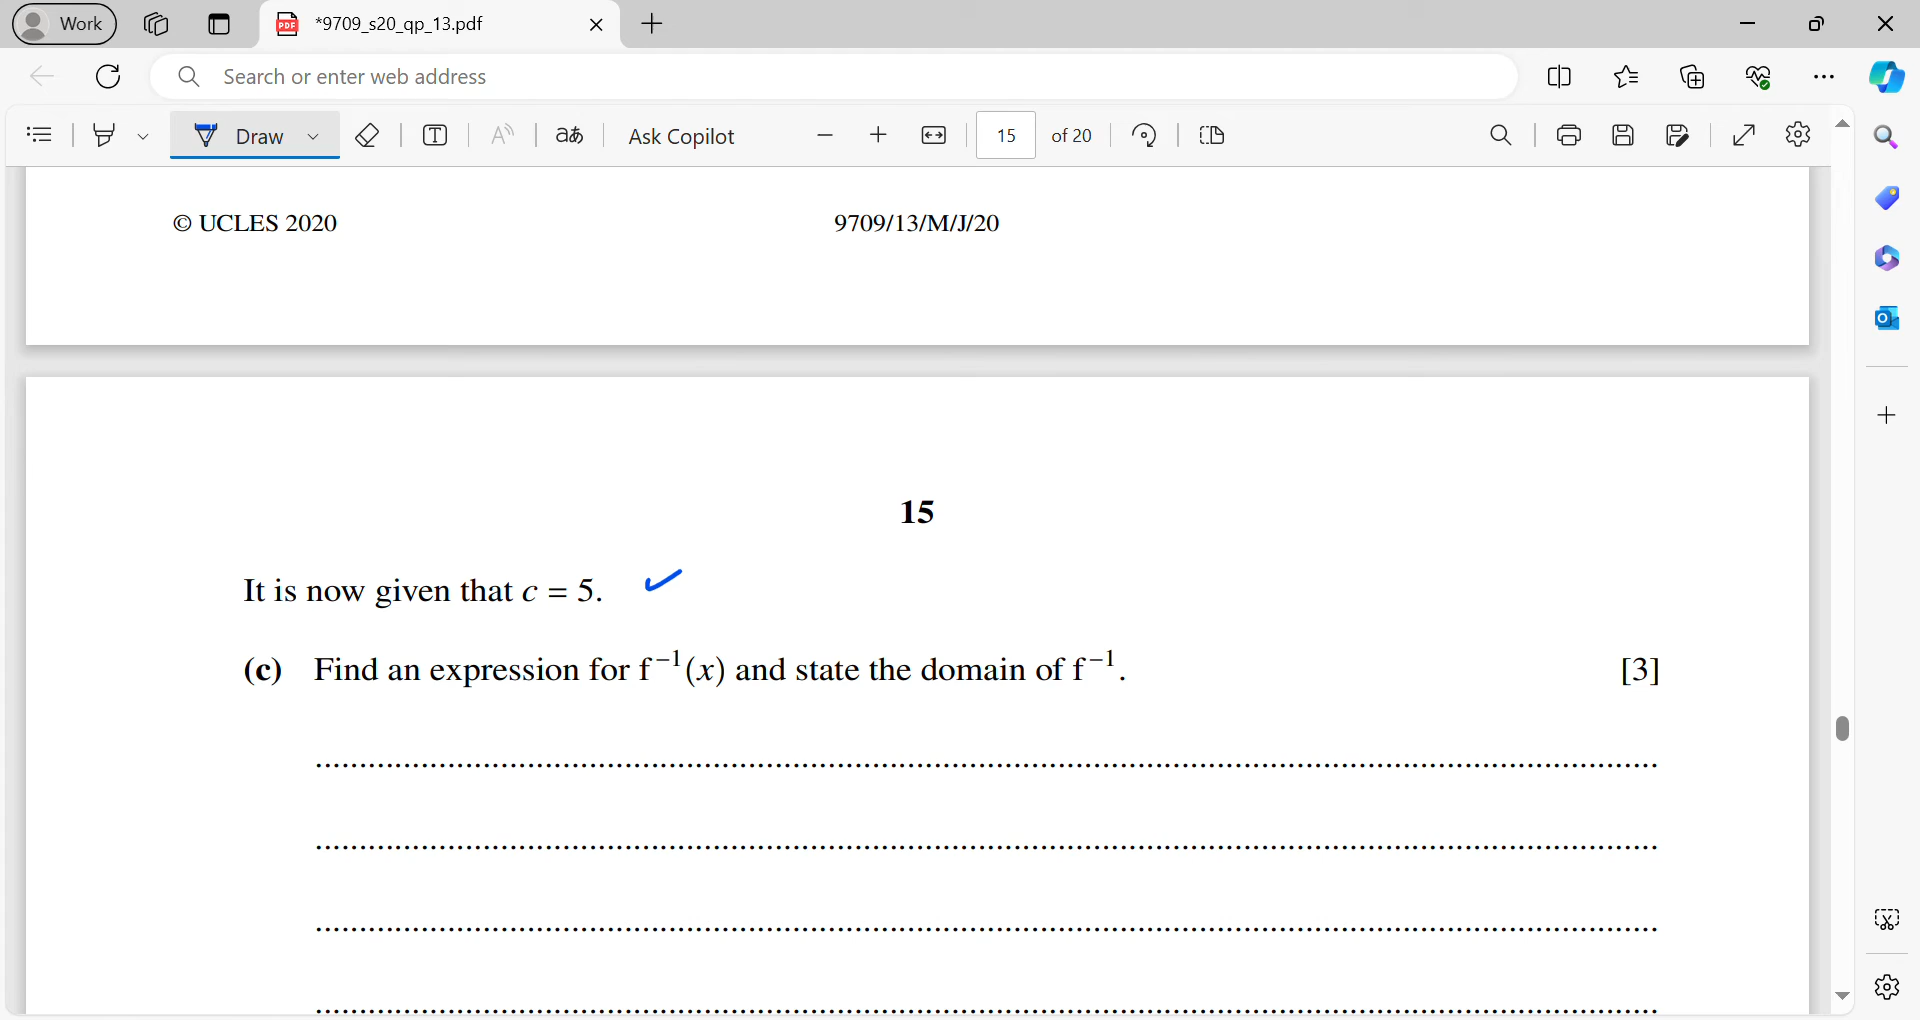 Work
*9709_s20_qp_13.pdf
Search or enter web address
Draw
aあ
Ask Copilot
15 of 20
© UCLES 2020 9709/13/M/J/20
15
It is now given that c = 5.
(c) Find an expression for f⁻¹(x) and state the domain of f⁻¹. [3]